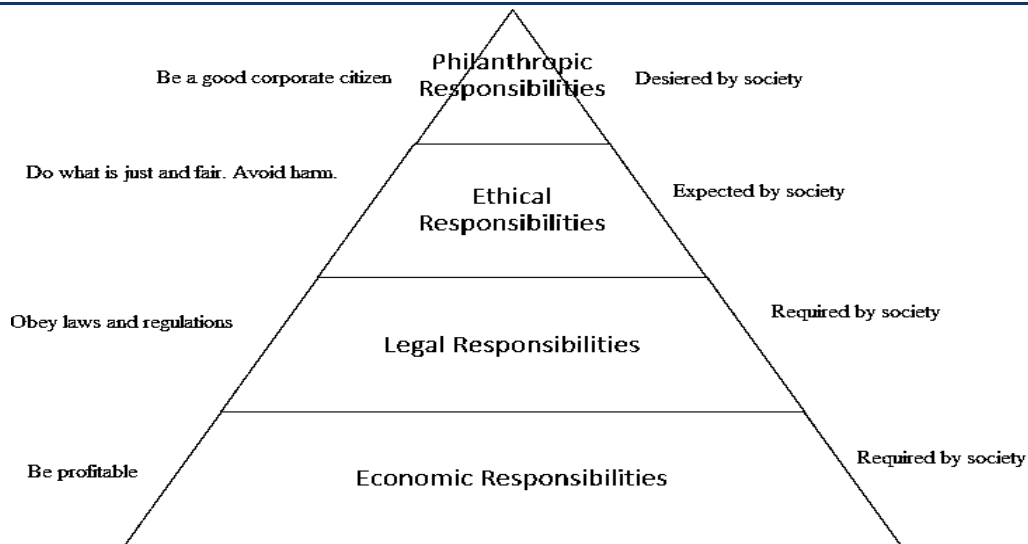 Philanthropic
Responsibilities
Be a good corporate citizen
Desiered by society
Do what is just and fair. Avoid harm.
Ethical
Responsibilities
Expected by society
Obey laws and regulations
Legal Responsibilities
Required by society
Be profitable
Economic Responsibilities
Required by society